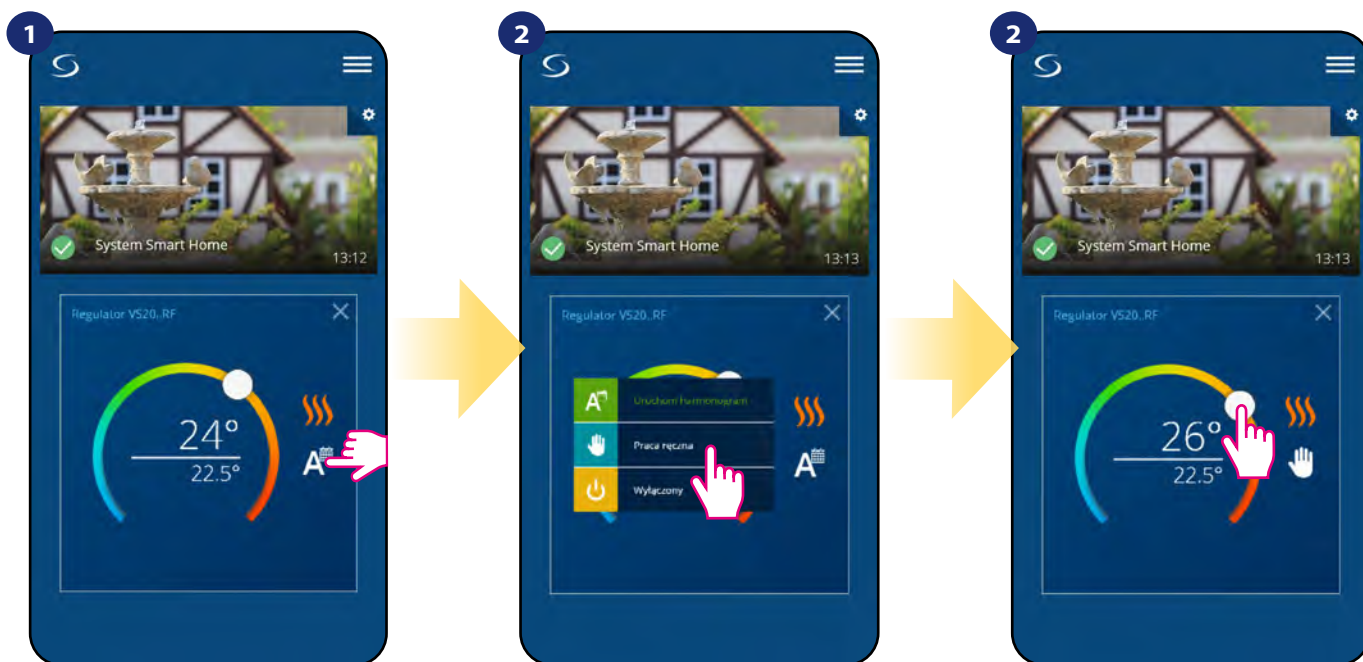 1
System Smart Home
13:12
Regulator VS20..RF
24°
22.5°
A
2
System Smart Home
13:13
Regulator VS20..RF
A
Uruchom harmonogram
Praca ręczna
Wyłączony
A
2
System Smart Home
13:13
Regulator VS20..RF
26°
22.5°